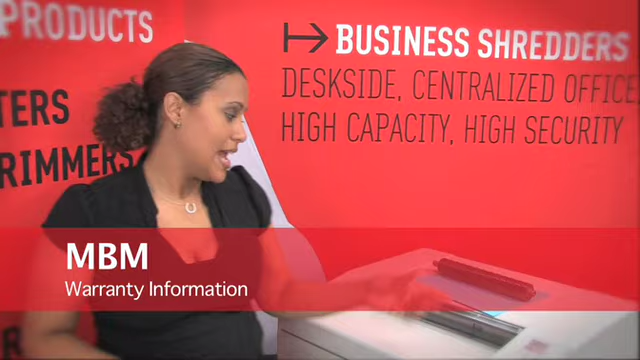 PRODUCTS
BUSINESS SHREDDERS
DESKSIDE, CENTRALIZED OFFICE
HIGH CAPACITY, HIGH SECURITY
TERS
RIMMERS
MBM
Warranty Information